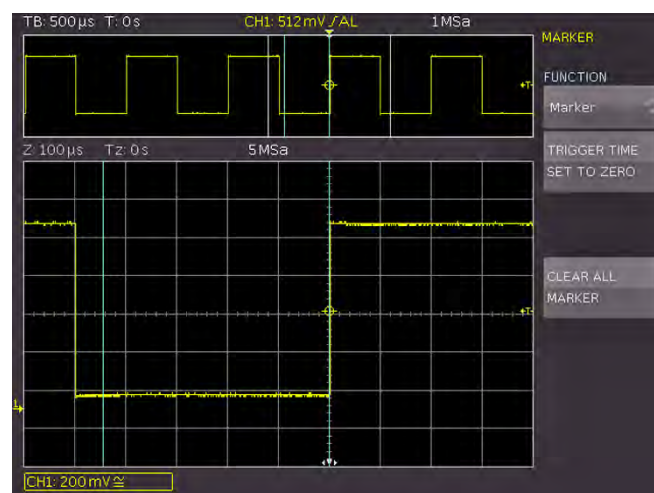 TB: 500µs T: 0s CH1: 512mV ⎍/AL 1MSa
MARKER
FUNCTION
Marker
+T-
Z: 100µs Tz: 0s 5MSa
TRIGGER TIME
SET TO ZERO
CLEAR ALL
MARKER
+T-
1
CH1: 200mV≅